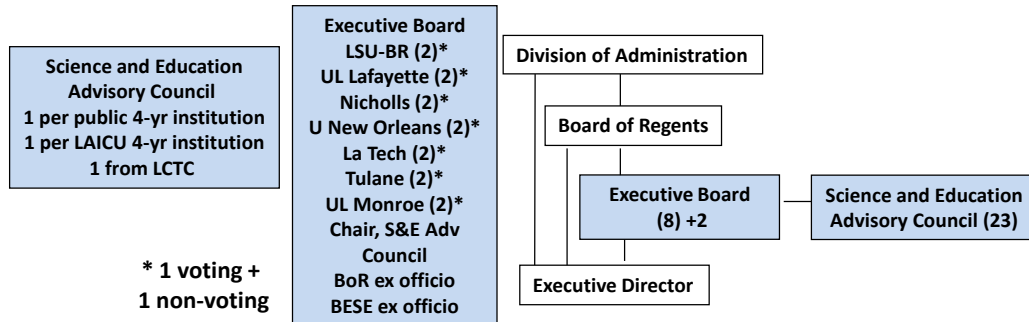 Science and Education
Advisory Council
1 per public 4-yr institution
1 per LAICU 4-yr institution
1 from LCTC
* 1 voting +
1 non-voting
Executive Board
LSU-BR (2)*
UL Lafayette (2)*
Nicholls (2)*
U New Orleans (2)*
La Tech (2)*
Tulane (2)*
UL Monroe (2)*
Chair, S&E Adv
Council
BoR ex officio
BESE ex officio
Division of Administration
Board of Regents
Executive Board
(8) +2
Science and Education
Advisory Council (23)
Executive Director